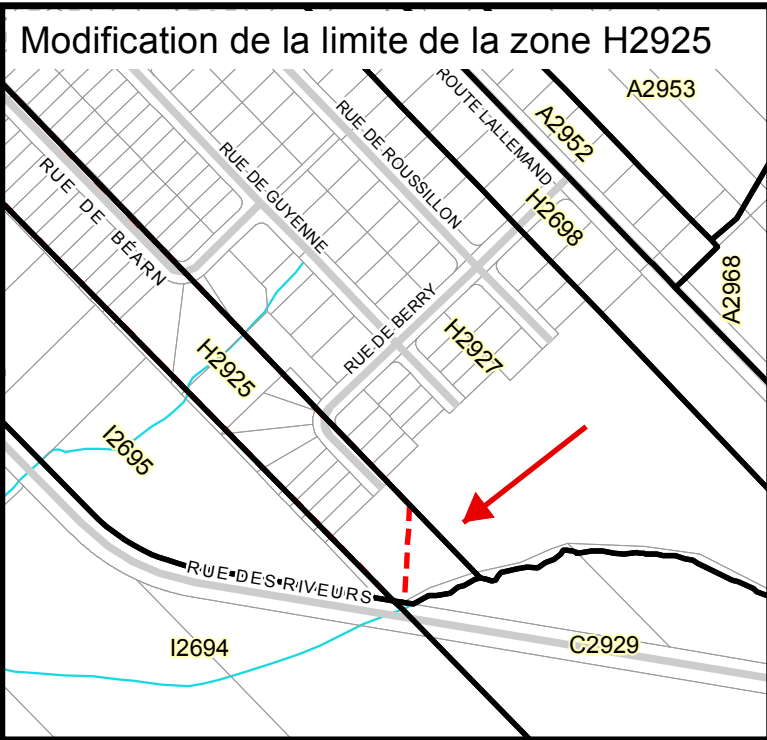 Modification de la limite de la zone H2925
A2953
ROUTE LALLEMAND
A2952
RUE DE ROUSSILLON
RUE DE GUYENNE
RUE DE BÉARN
H2698
A2968
RUE DE BERRY
H2927
H2925
I2695
RUE DES RIVEURS
I2694
C2929